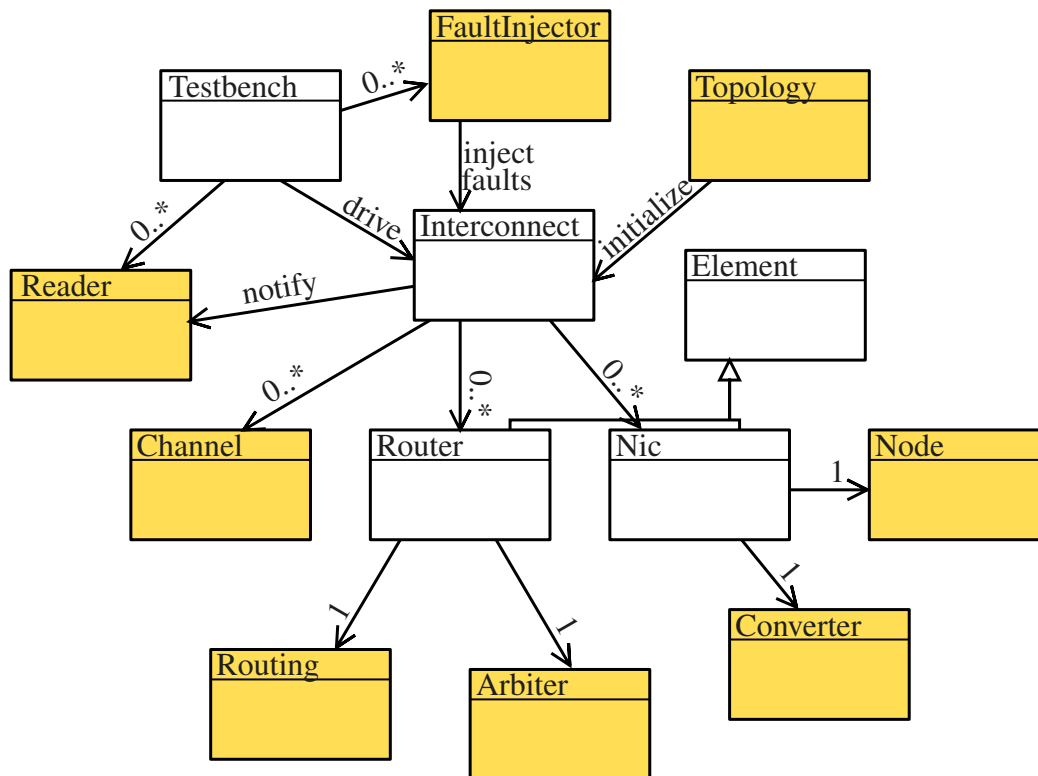 FaultInjector
Testbench
0..*
Topology
inject
faults
0..*
drive
initialize
Interconnect
Element
Reader
notify
0..*
0..*
0..*
Channel
Router
Nic
Node
1
1
1
1
Converter
Routing
Arbiter